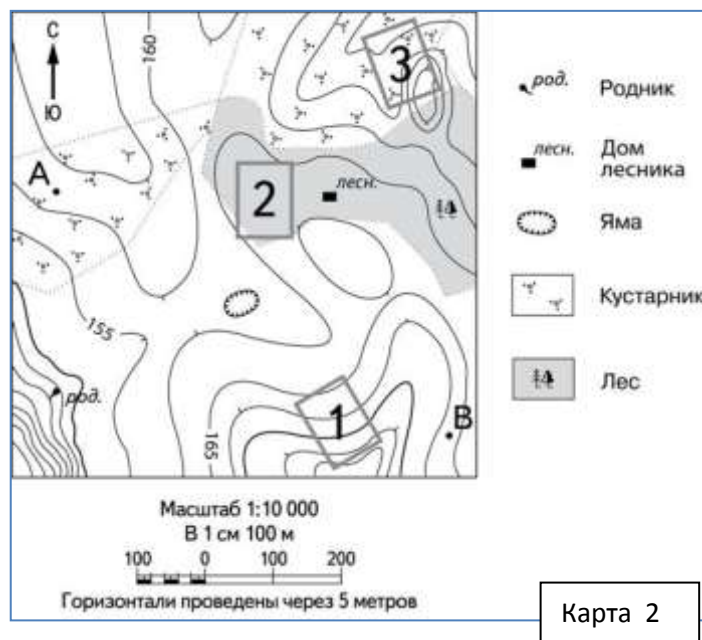 С
Ю
160
3
А
2
лесн.
155
род.
1
В
165
род. Родник
лесн. Дом
лесника
Яма
Кустарник
Лес
Масштаб 1:10 000
В 1 см 100 м
100 0 100 200
Горизонтали проведены через 5 метров
Карта 2